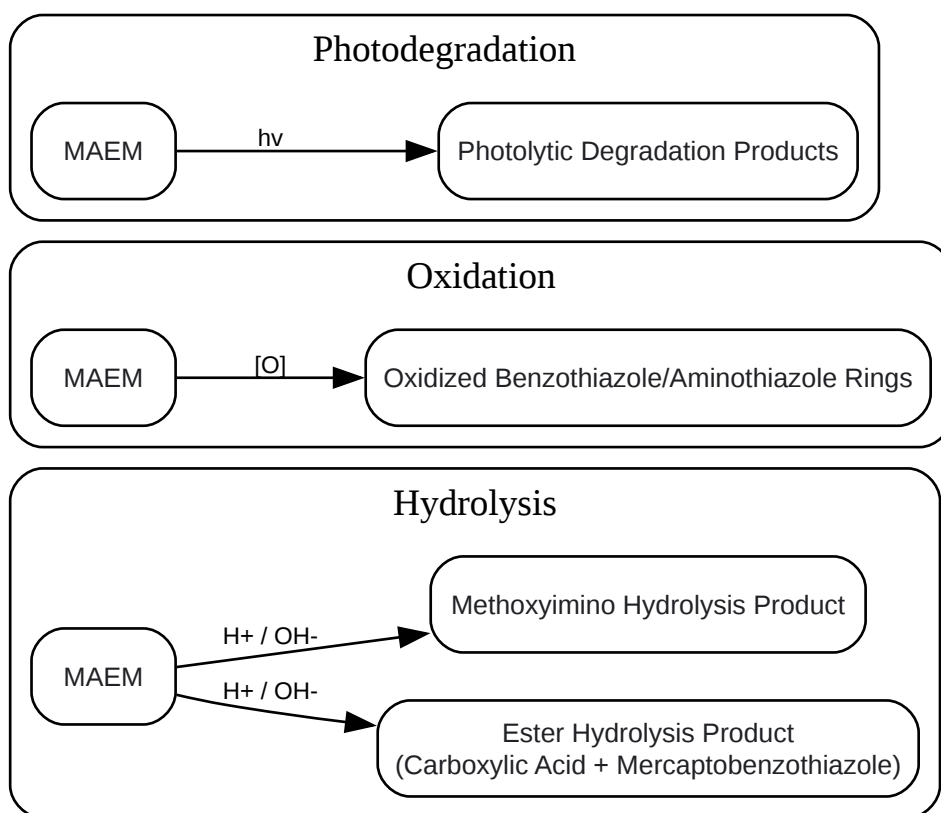 Photodegradation
MAEM
hv
Photolytic Degradation Products
Oxidation
MAEM
[O]
Oxidized Benzothiazole/Aminothiazole Rings
Hydrolysis
MAEM
H+ / OH-
Methoxyimino Hydrolysis Product
H+ / OH-
Ester Hydrolysis Product
(Carboxylic Acid + Mercaptobenzothiazole)